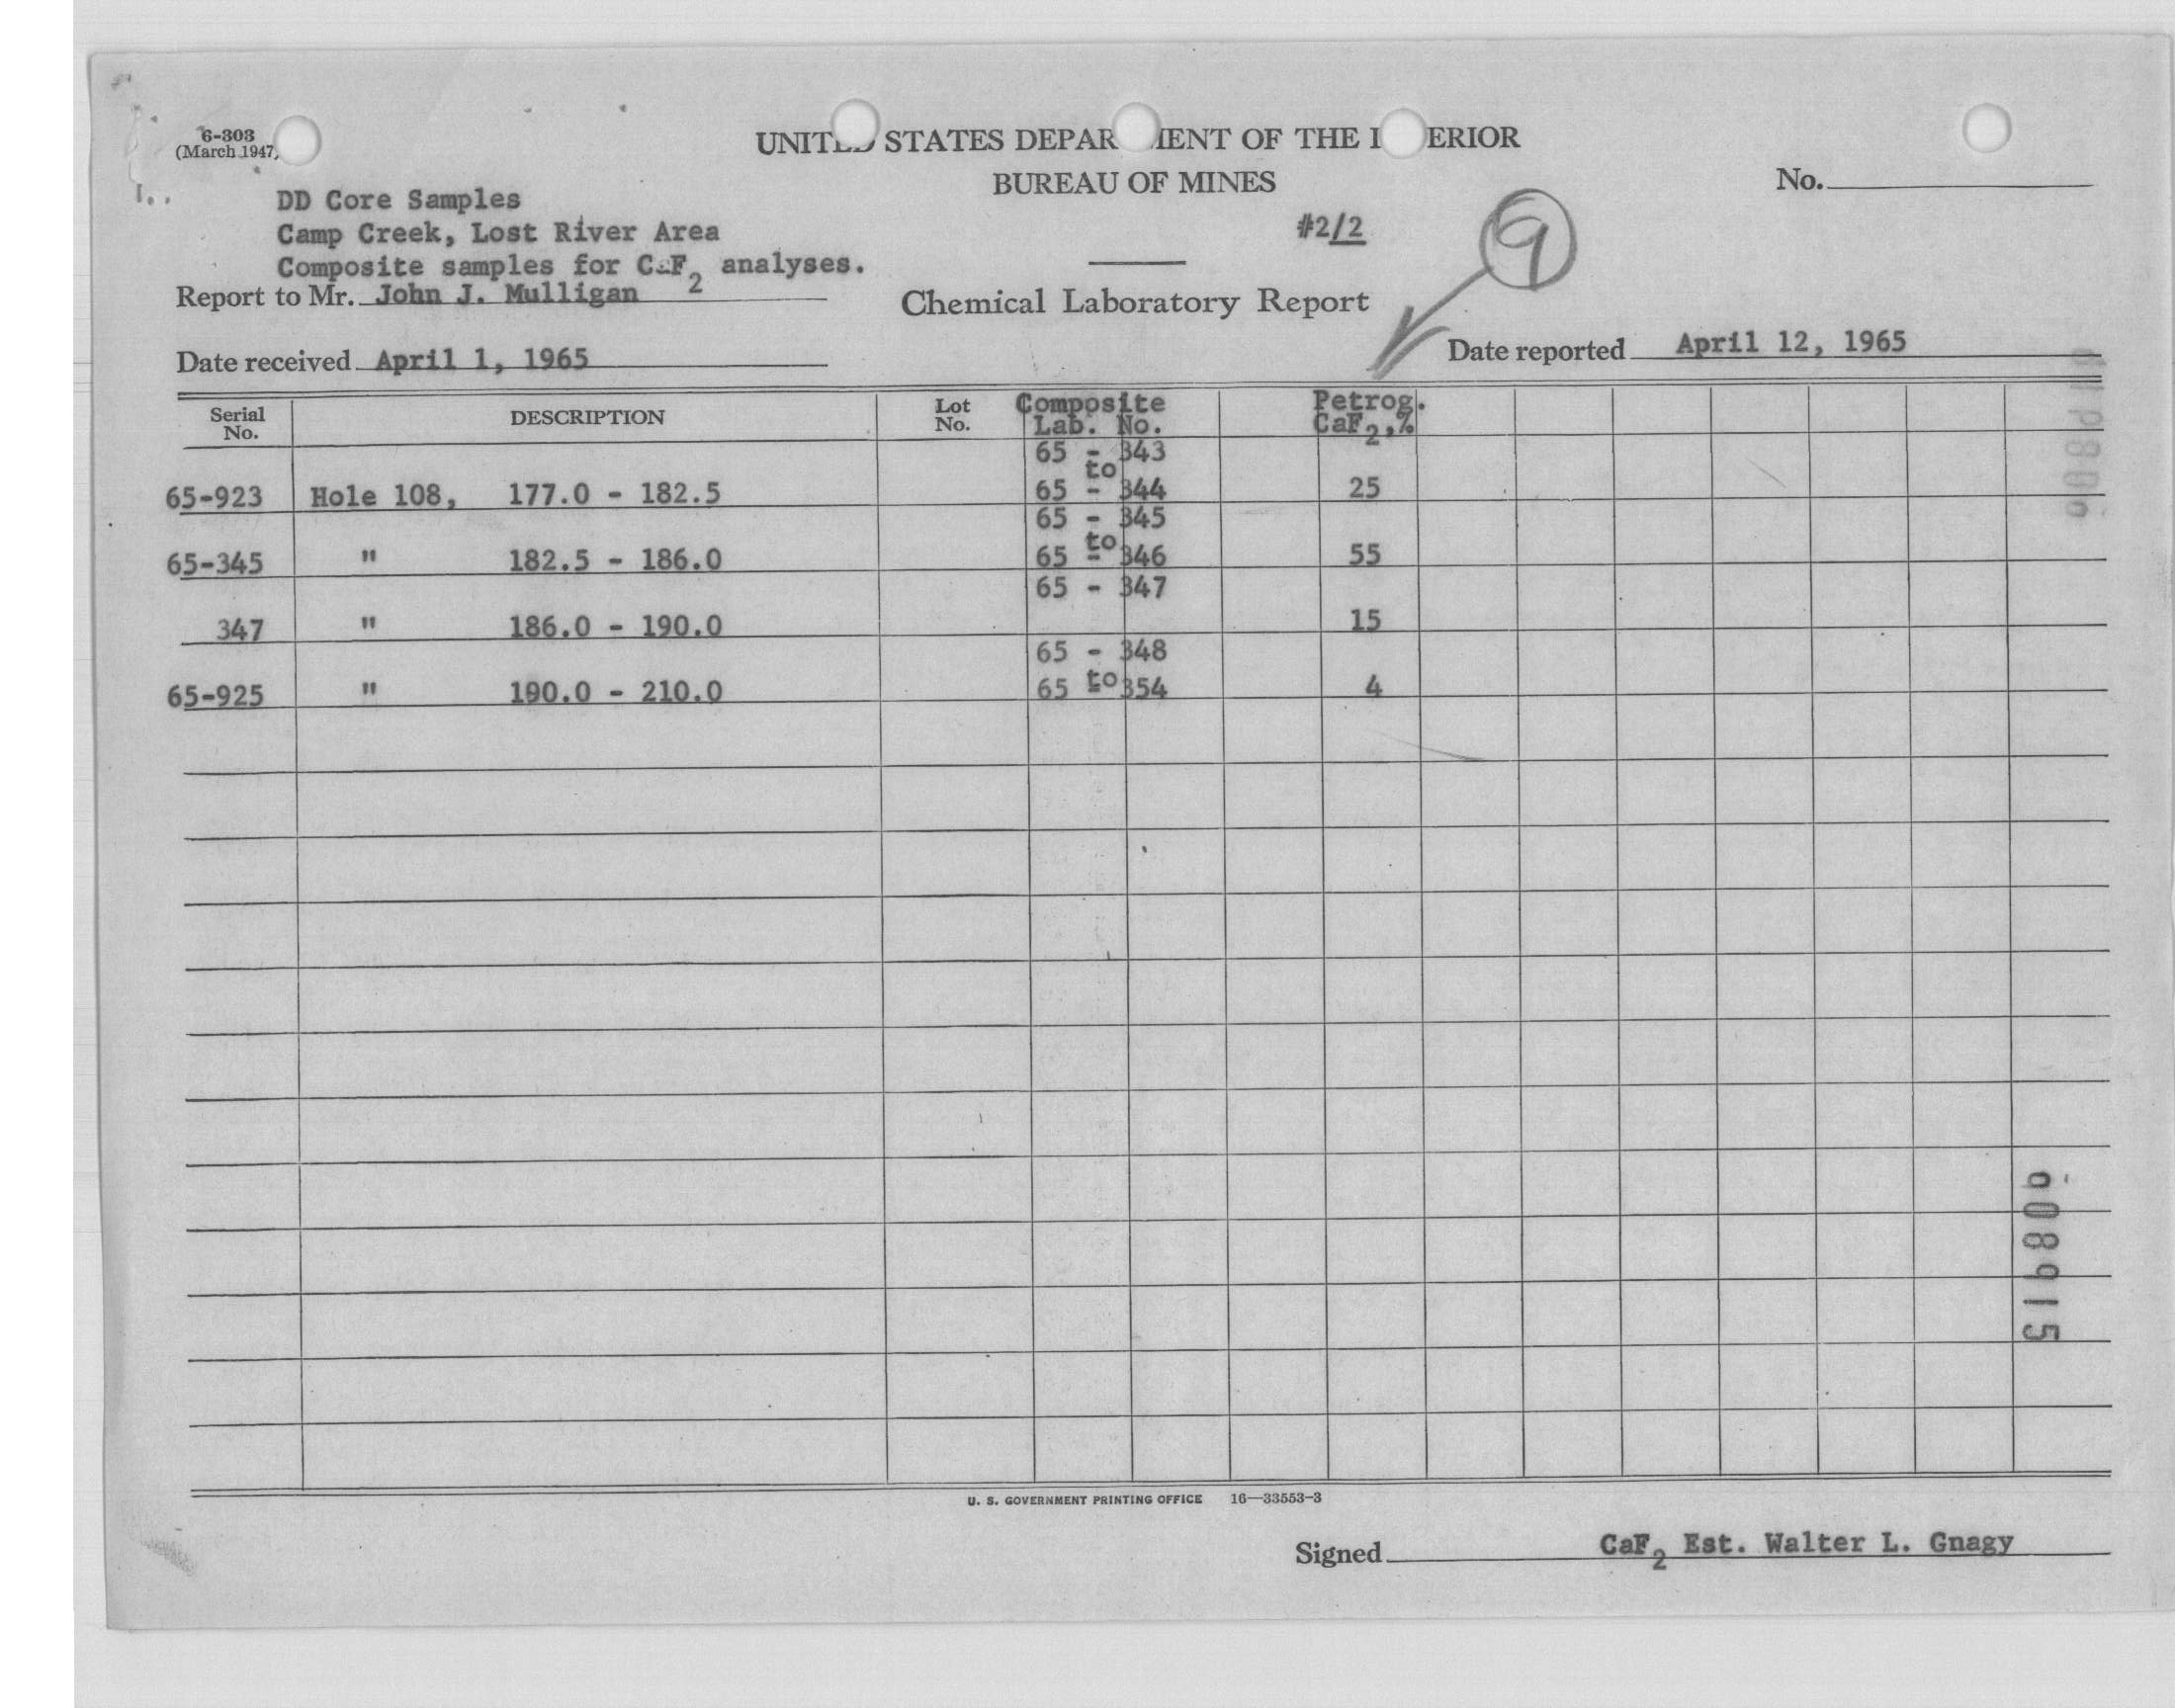 6-303
(March 1947)
UNITED STATES DEPARTMENT OF THE INTERIOR
BUREAU OF MINES
No.
DD Core Samples
Camp Creek, Lost River Area
Composite samples for CaF2 analyses.
#2/2
9
Report to Mr. John J. Mulligan
Chemical Laboratory Report
Date received April 1, 1965
Date reported April 12, 1965
Serial No. DESCRIPTION Lot No. Composite Lab. No. Petrog. CaF2,%
65 - 343
to
65-923 Hole 108, 177.0 - 182.5 65 - 344 25
65 - 345
to
65-345 " 182.5 - 186.0 65 - 346 55
65 - 347
347 " 186.0 - 190.0 15
65 - 348
to
65-925 " 190.0 - 210.0 65 - 354 4
U. S. GOVERNMENT PRINTING OFFICE 16—33553-3
Signed CaF2 Est. Walter L. Gnagy